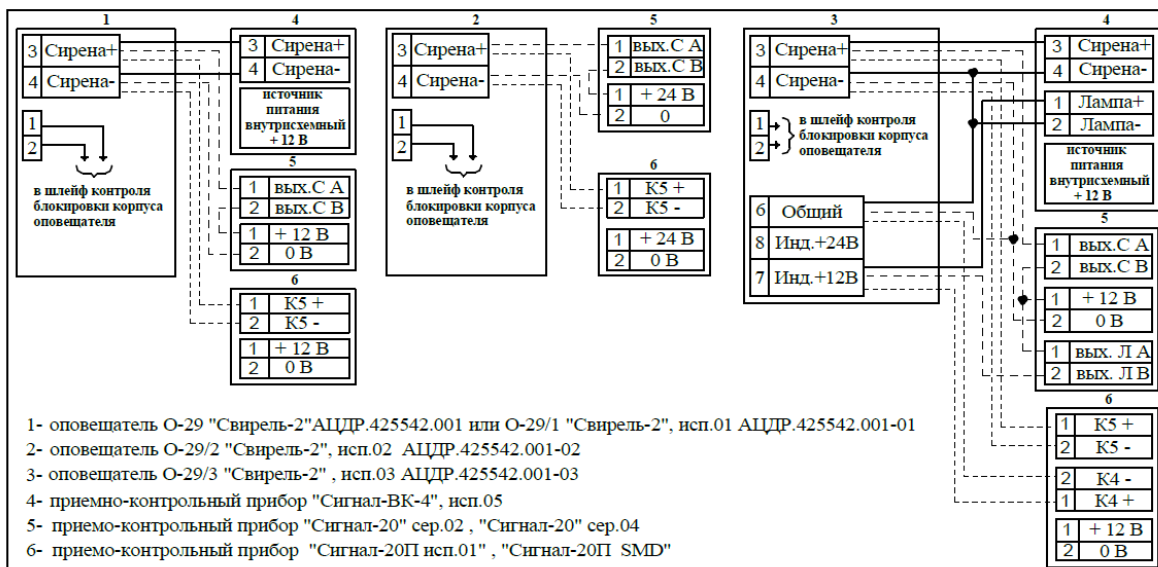 1
3 Сирена+
4 Сирена-
1
2
в шлейф контроля
блокировки корпуса
оповещателя
4
3 Сирена+
4 Сирена-
источник
питания
внутрисхемный
+ 12 В
5
1 вых.С А
2 вых.С В
1 + 12 В
2 0 В
6
1 К5 +
2 К5 -
1 + 12 В
2 0 В
2
3 Сирена+
4 Сирена-
1
2
в шлейф контроля
блокировки корпуса
оповещателя
5
1 вых.С А
2 вых.С В
1 + 24 В
2 0
6
1 К5 +
2 К5 -
1 + 24 В
2 0 В
3
3 Сирена+
4 Сирена-
1
2
в шлейф контроля
блокировки корпуса
оповещателя
6 Общий
8 Инд.+24В
7 Инд.+12В
4
3 Сирена+
4 Сирена-
1 Лампа+
2 Лампа-
источник
питания
внутрисхемный
+ 12 В
5
1 вых.С А
2 вых.С В
1 + 12 В
2 0 В
1 вых. Л А
2 вых. Л В
6
1 К5 +
2 К5 -
2 К4 -
1 К4 +
1 + 12 В
2 0 В
1- оповещатель О-29 "Свирель-2"АЦДР.425542.001 или О-29/1 "Свирель-2", исп.01 АЦДР.425542.001-01
2- оповещатель О-29/2 "Свирель-2", исп.02 АЦДР.425542.001-02
3- оповещатель О-29/3 "Свирель-2" , исп.03 АЦДР.425542.001-03
4- приемно-контрольный прибор "Сигнал-ВК-4", исп.05
5- приемо-контрольный прибор "Сигнал-20" сер.02 , "Сигнал-20" сер.04
6- приемо-контрольный прибор "Сигнал-20П исп.01" , "Сигнал-20П SMD"